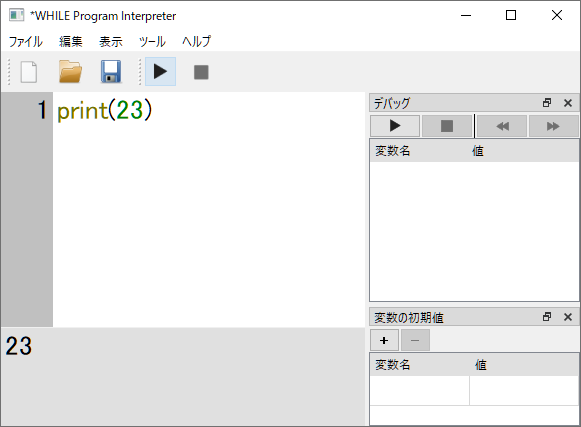 *WHILE Program Interpreter
ファイル 編集 表示 ツール ヘルプ
1 print(23)
23
デバッグ
変数名 値
変数の初期値
+ −
変数名 値